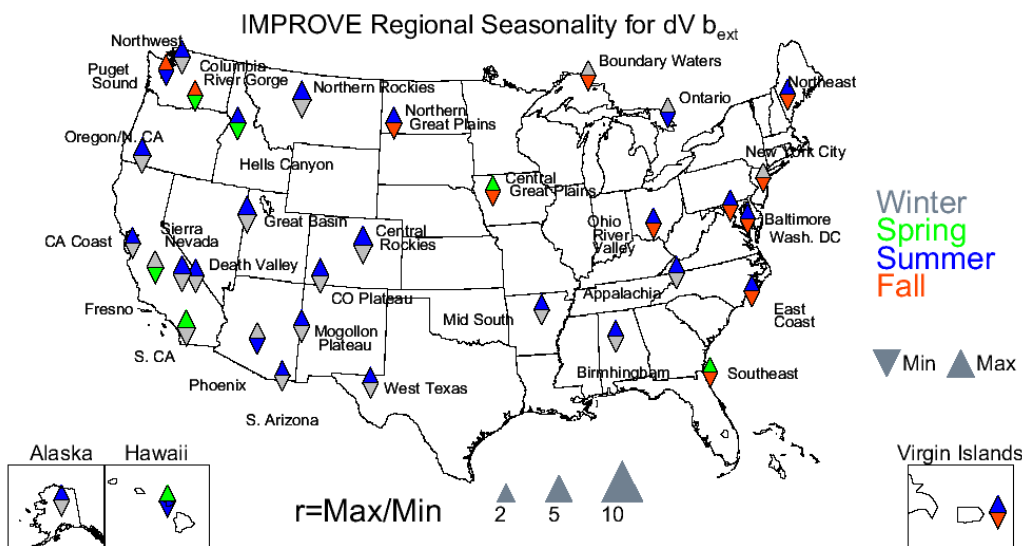 IMPROVE Regional Seasonality for dV bext
Northwest
Puget
Sound
Columbia
River Gorge
Northern Rockies
Northern
Great Plains
Boundary Waters
Ontario
Northeast
Oregon/N. CA
Hells Canyon
Central
Great Plains
New York City
CA Coast
Sierra
Nevada
Great Basin
Central
Rockies
Ohio
River
Valley
Baltimore
Wash. DC
Winter
Spring
Summer
Fall
Death Valley
CO Plateau
Fresno
S. CA
Mogollon
Plateau
Mid South
Appalachia
East
Coast
Phoenix
West Texas
Birmhingham
Southeast
Min
Max
S. Arizona
Alaska
Hawaii
Virgin Islands
r=Max/Min
2
5
10